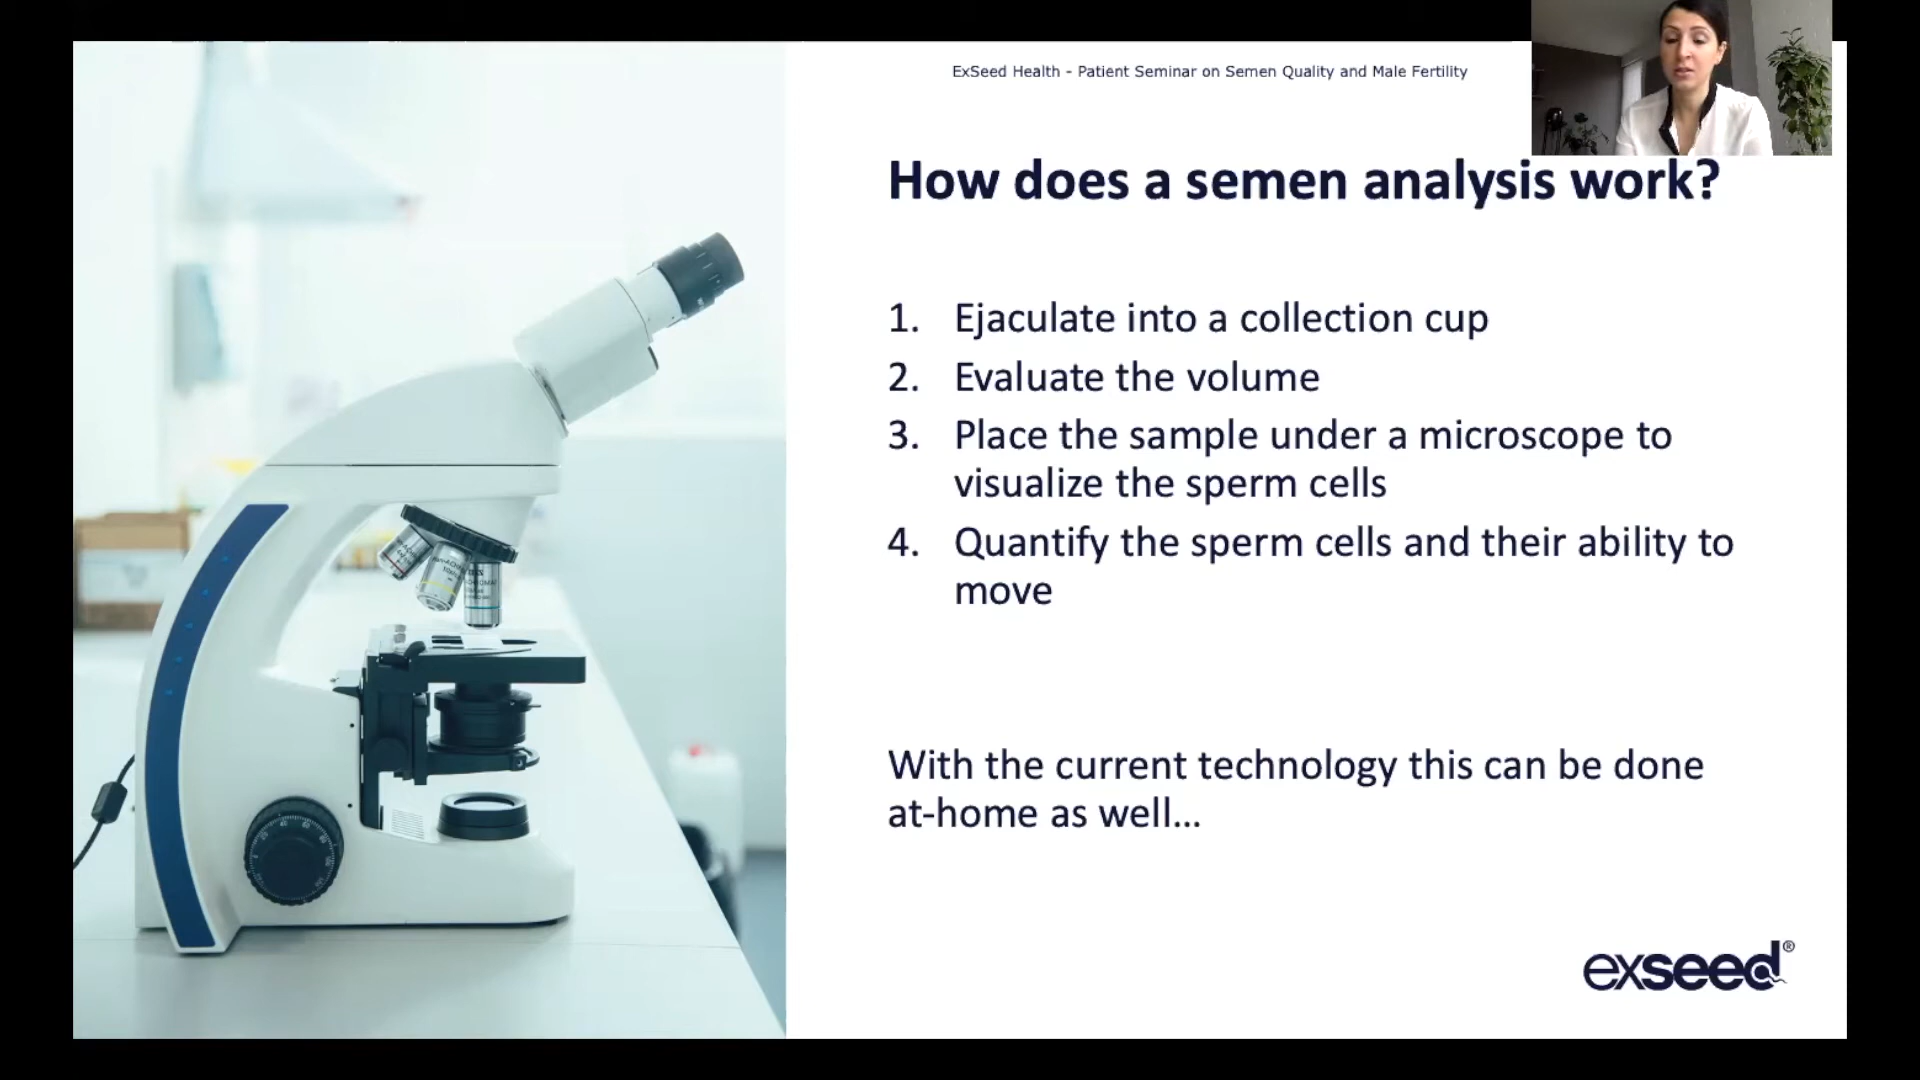 ExSeed Health - Patient Seminar on Semen Quality and Male Fertility
How does a semen analysis work?
1. Ejaculate into a collection cup
2. Evaluate the volume
3. Place the sample under a microscope to
visualize the sperm cells
4. Quantify the sperm cells and their ability to
move
With the current technology this can be done
at-home as well...
exseed®